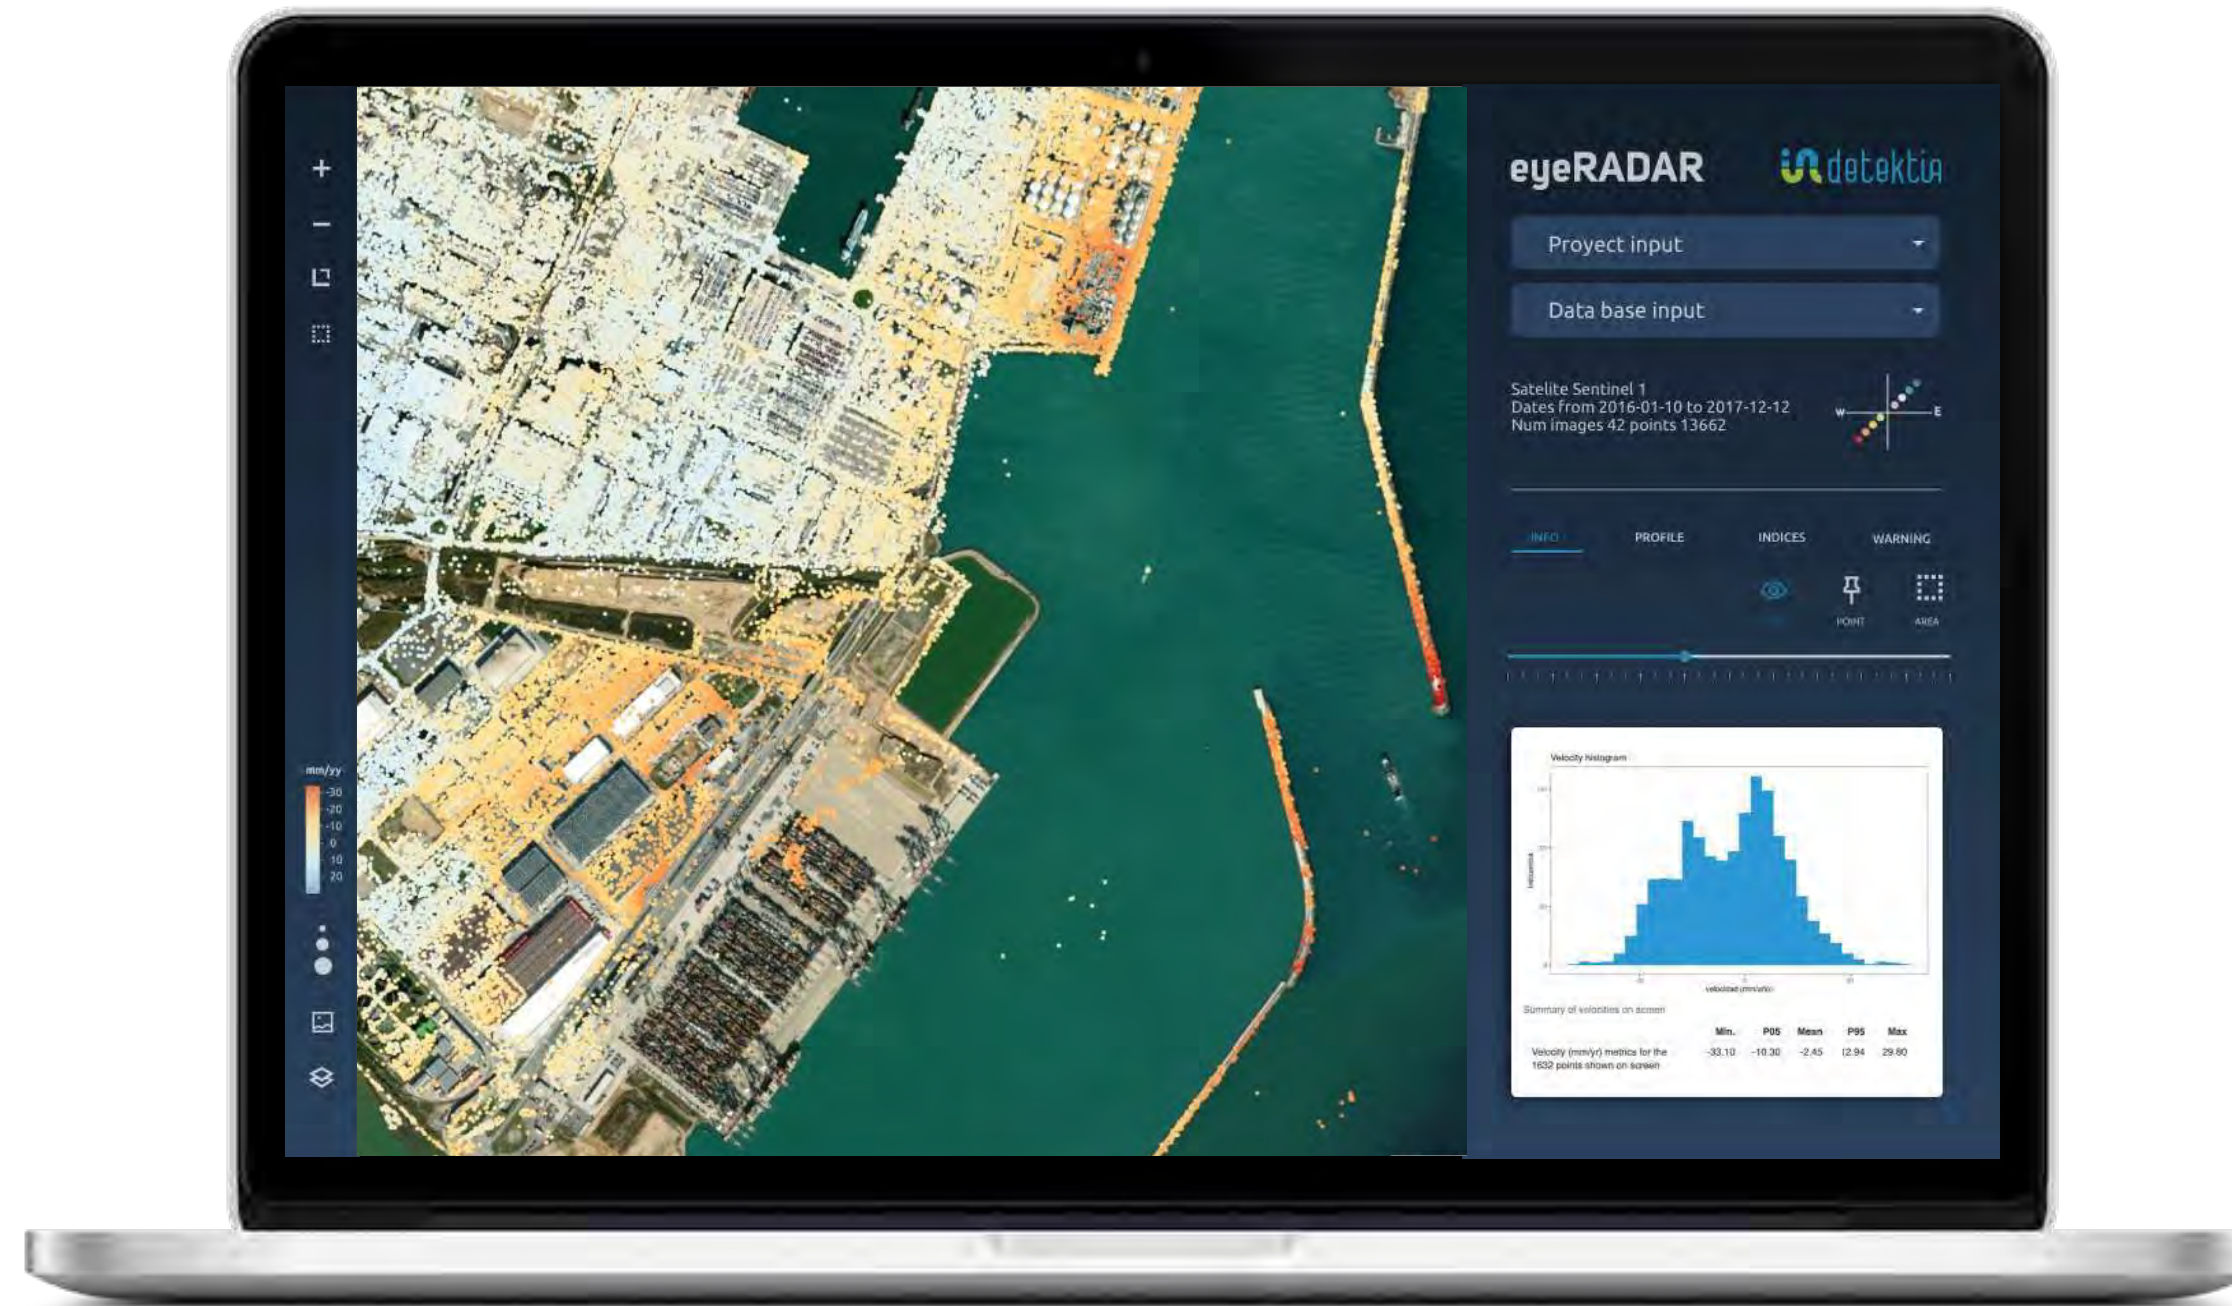 eyeRADAR
detektia
Proyect input
Data base input
Satelite Sentinel 1
Dates from 2016-01-10 to 2017-12-12
Num images 42 points 13662
W
E
INFO
PROFILE
INDICES
WARNING
POINT
AREA
mm/yy
-30
-20
-10
0
10
20
Velocity histogram
velocidad (mm/año)
Summary of velocities on screen
Min. P05 Mean P95 Max
Velocity (mm/yr) metrics for the
1632 points shown on screen
-33.10 -10.30 -2.45 12.94 29.80